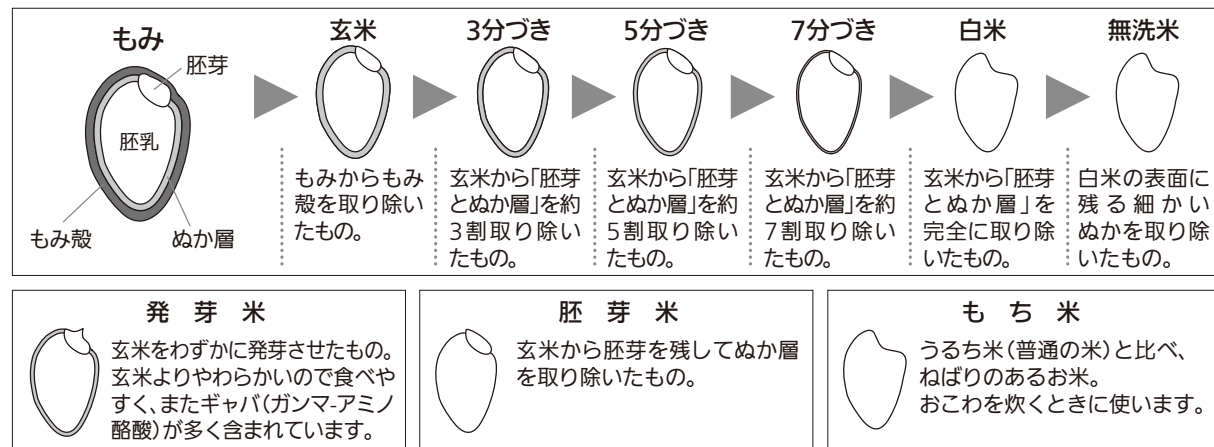 もみ
胚芽
胚乳
もみ殻
ぬか層
玄米
もみからもみ
殻を取り除い
たもの。
3分づき
玄米から「胚芽
とぬか層」を約
3割取り除い
たもの。
5分づき
玄米から「胚芽
とぬか層」を約
5割取り除い
たもの。
7分づき
玄米から「胚芽
とぬか層」を約
7割取り除い
たもの。
白米
玄米から「胚芽
とぬか層」を
完全に取り除
いたもの。
無洗米
白米の表面に
残る細かい
ぬかを取り除
いたもの。
発芽米
玄米をわずかに発芽させたもの。
玄米よりやわらかいので食べや
すく、またギャバ(ガンマ-アミノ
酪酸)が多く含まれています。
胚芽米
玄米から胚芽を残してぬか層
を取り除いたもの。
もち米
うるち米(普通の米)と比べ、
ねばりのあるお米。
おこわを炊くときに使います。